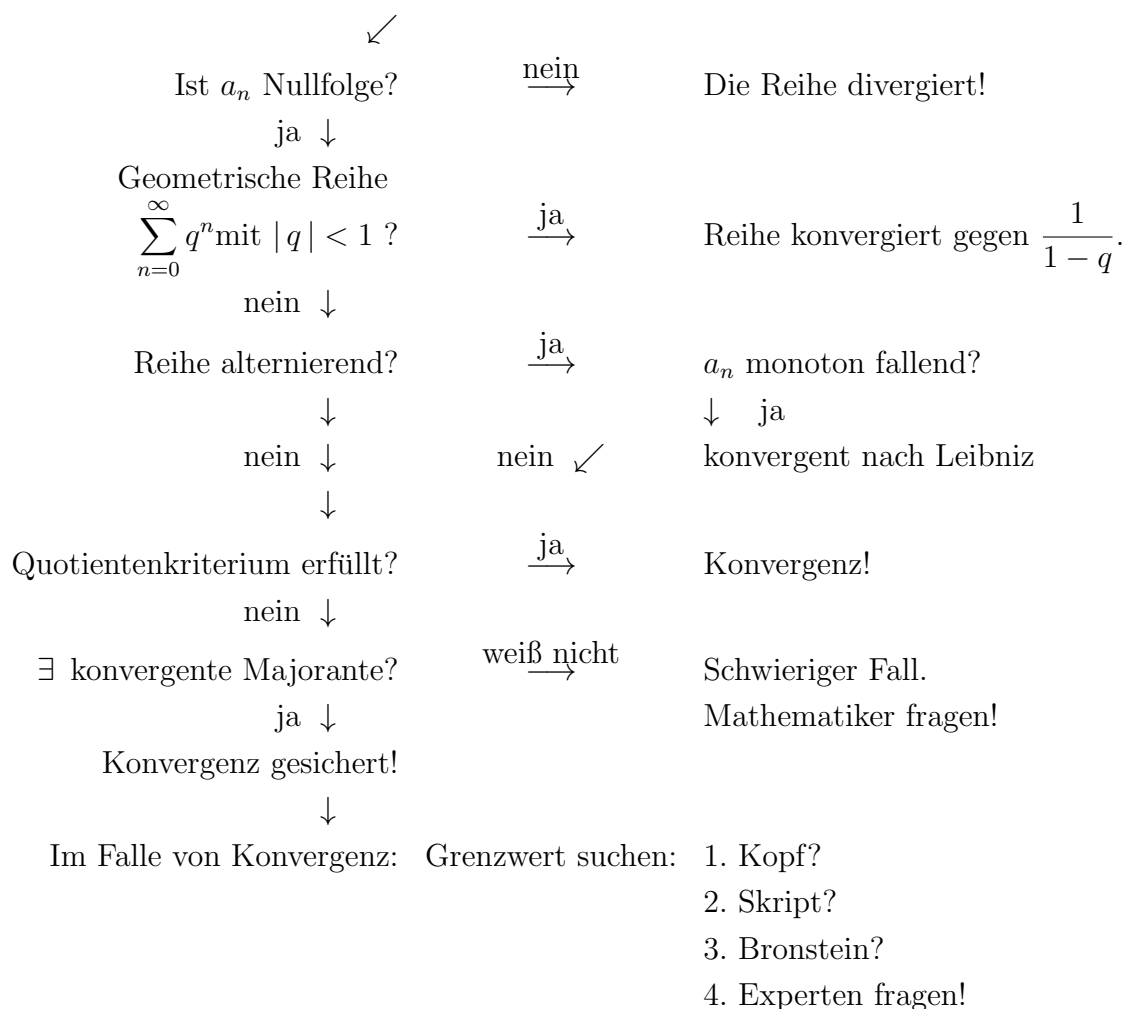 ↙
Ist aₙ Nullfolge? nein ⟶ Die Reihe divergiert!
ja ↓
Geometrische Reihe
∑_{n=0}^{∞} qⁿ mit | q | < 1 ? ja ⟶ Reihe konvergiert gegen 1/(1 − q).
nein ↓
Reihe alternierend? ja ⟶ aₙ monoton fallend?
↓ ↓ ja
nein ↓ nein ↙ konvergent nach Leibniz
↓
Quotientenkriterium erfüllt? ja ⟶ Konvergenz!
nein ↓
∃ konvergente Majorante? weiß nicht ⟶ Schwieriger Fall.
ja ↓ Mathematiker fragen!
Konvergenz gesichert!
↓
Im Falle von Konvergenz: Grenzwert suchen: 1. Kopf?
2. Skript?
3. Bronstein?
4. Experten fragen!